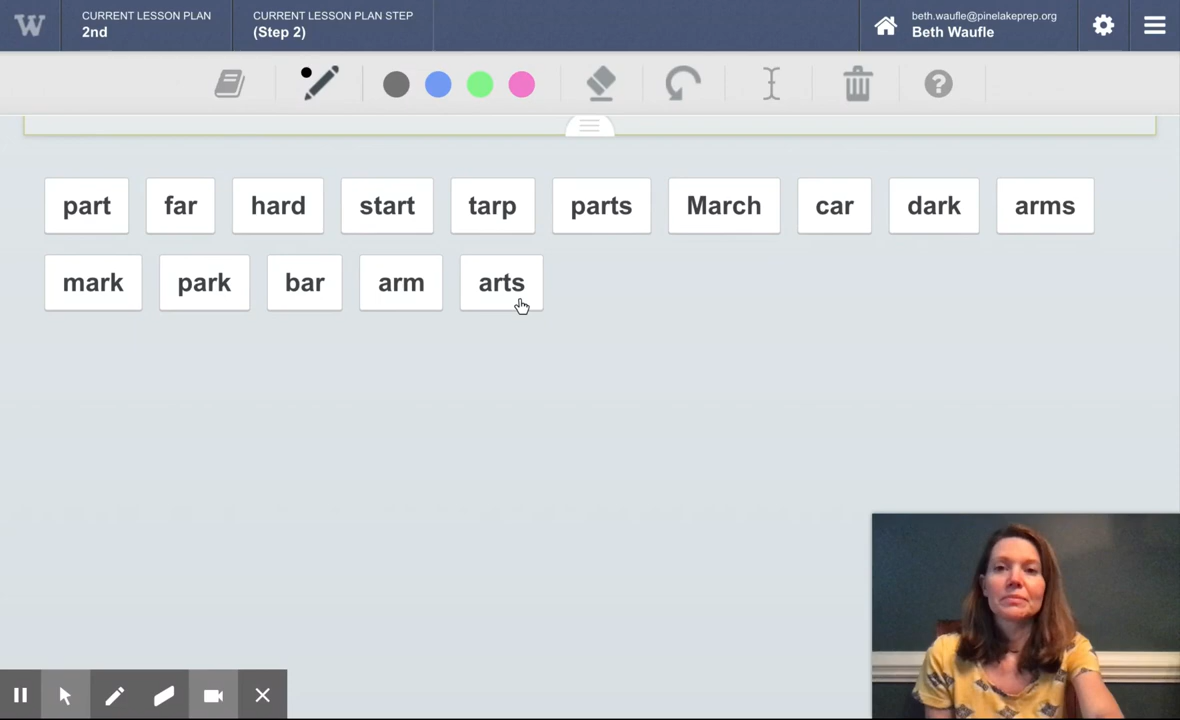 W CURRENT LESSON PLAN CURRENT LESSON PLAN STEP beth.waufle@pinelakeprep.org
2nd (Step 2) Beth Waufle
?
part far hard start tarp parts March car dark arms
mark park bar arm arts